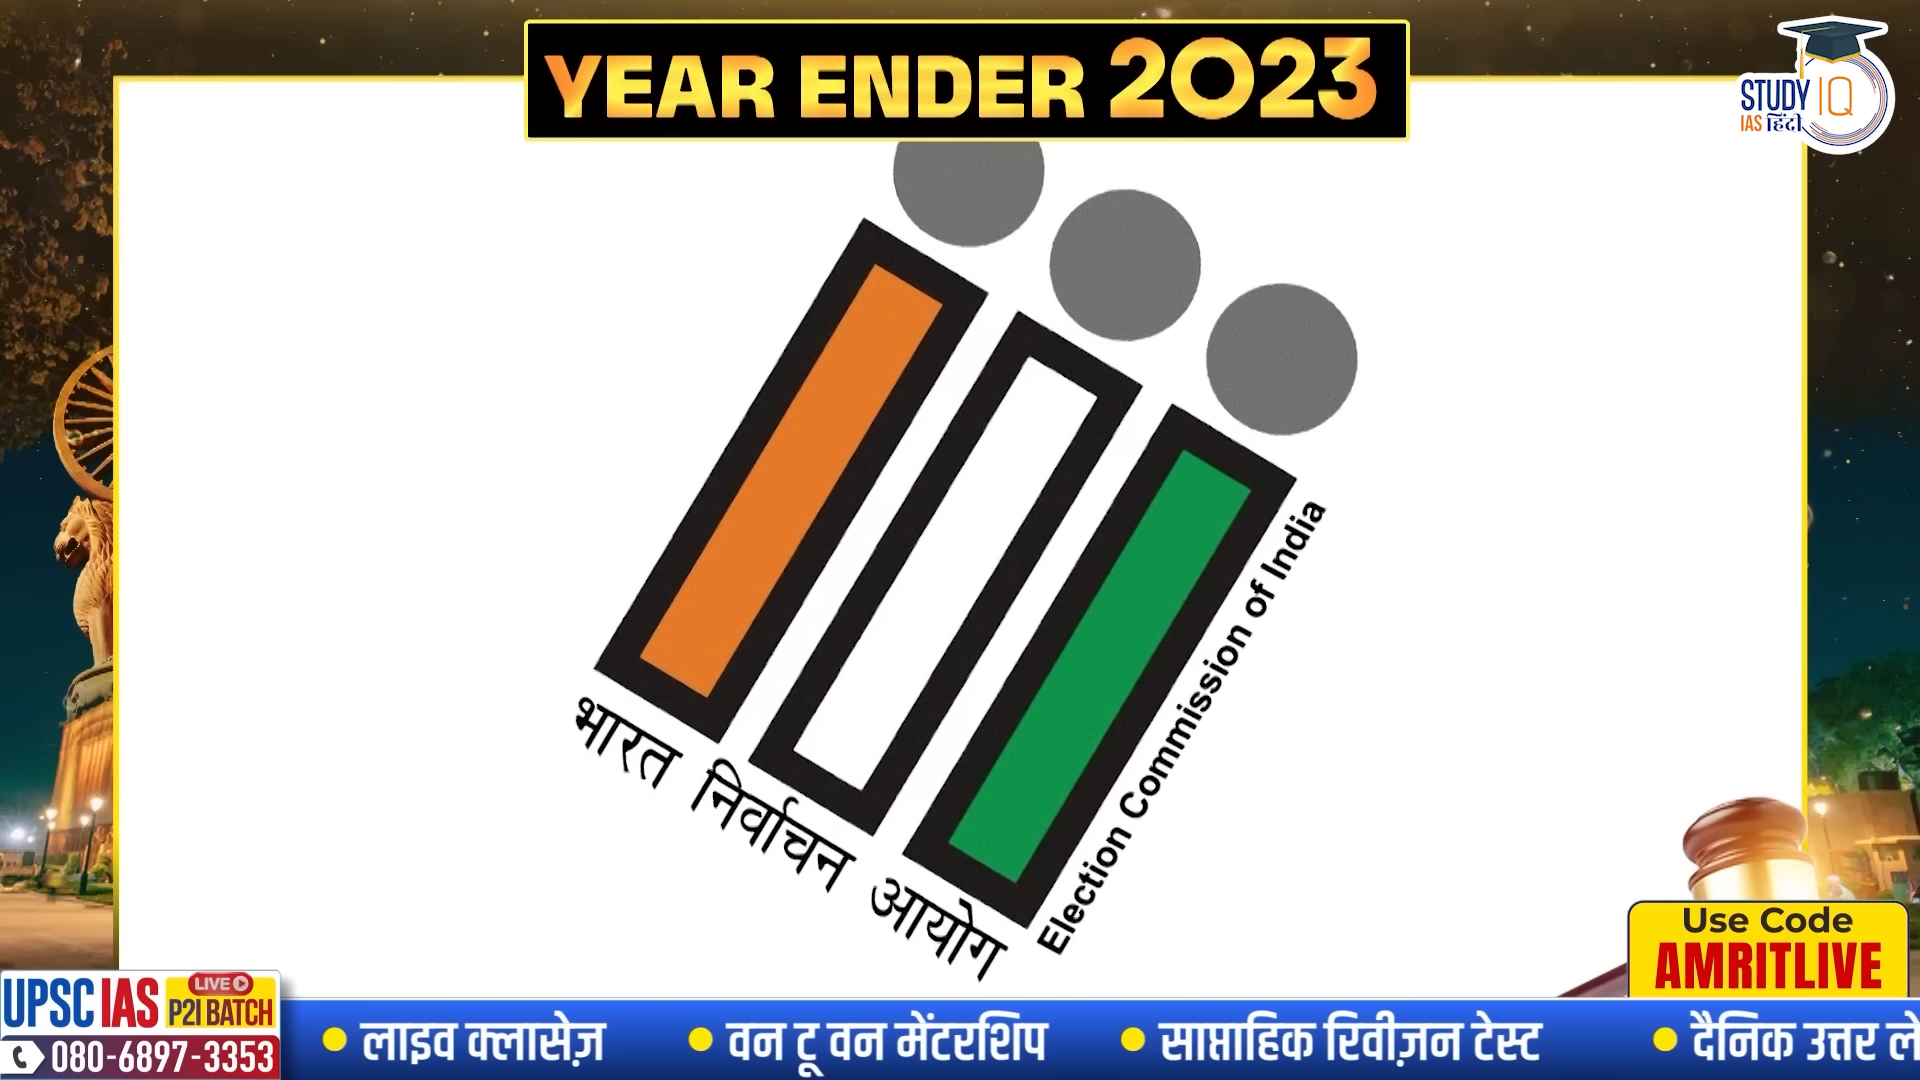 YEAR ENDER 2023
STUDY IQ
IAS हिंदी
भारत निर्वाचन आयोग
Election Commission of India
Use Code
AMRITLIVE
UPSC IAS
LIVE
P2I BATCH
080-6897-3353
लाइव क्लासेज़
वन टू वन मेंटरशिप
साप्ताहिक रिवीज़न टेस्ट
दैनिक उत्तर